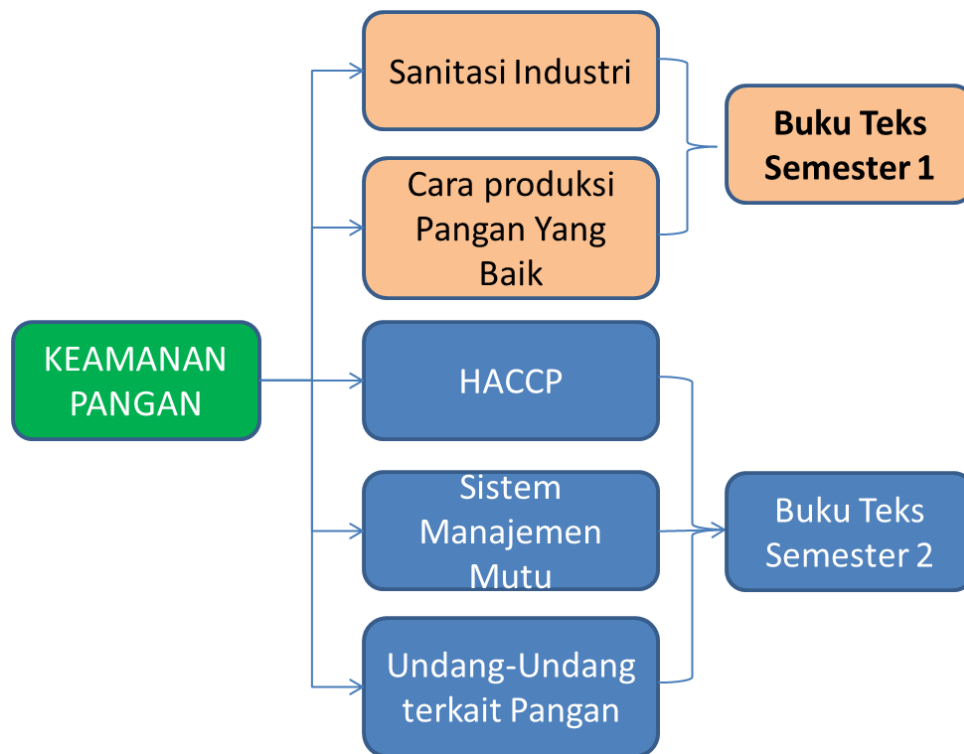 Sanitasi Industri
Cara produksi
Pangan Yang
Baik
Buku Teks
Semester 1
KEAMANAN
PANGAN
HACCP
Sistem
Manajemen
Mutu
Undang-Undang
terkait Pangan
Buku Teks
Semester 2